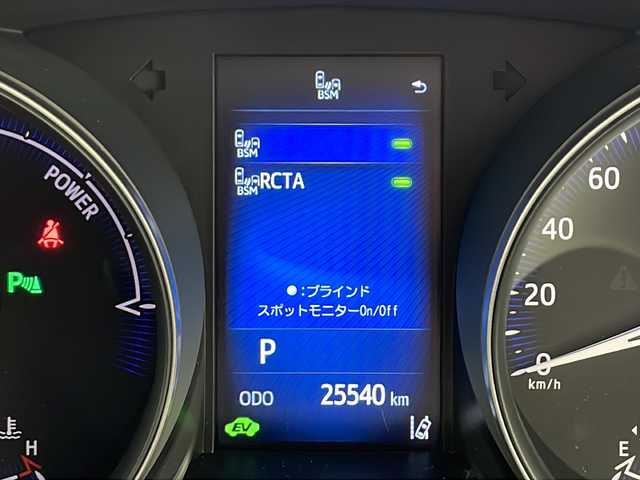 BSM
BSM
BSM RCTA
●:ブラインド
スポットモニターOn/Off
P
ODO 25540 km
EV
POWER
P
H
60
40
20
0
km/h
E